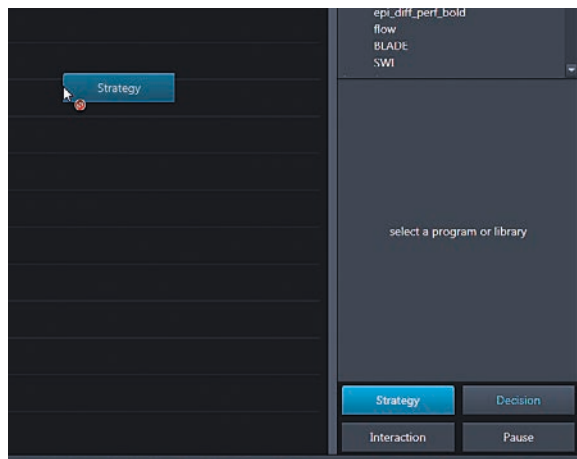 epi_diff_perf_bold
flow
BLADE
SWI
Strategy
select a program or library
Strategy
Decision
Interaction
Pause